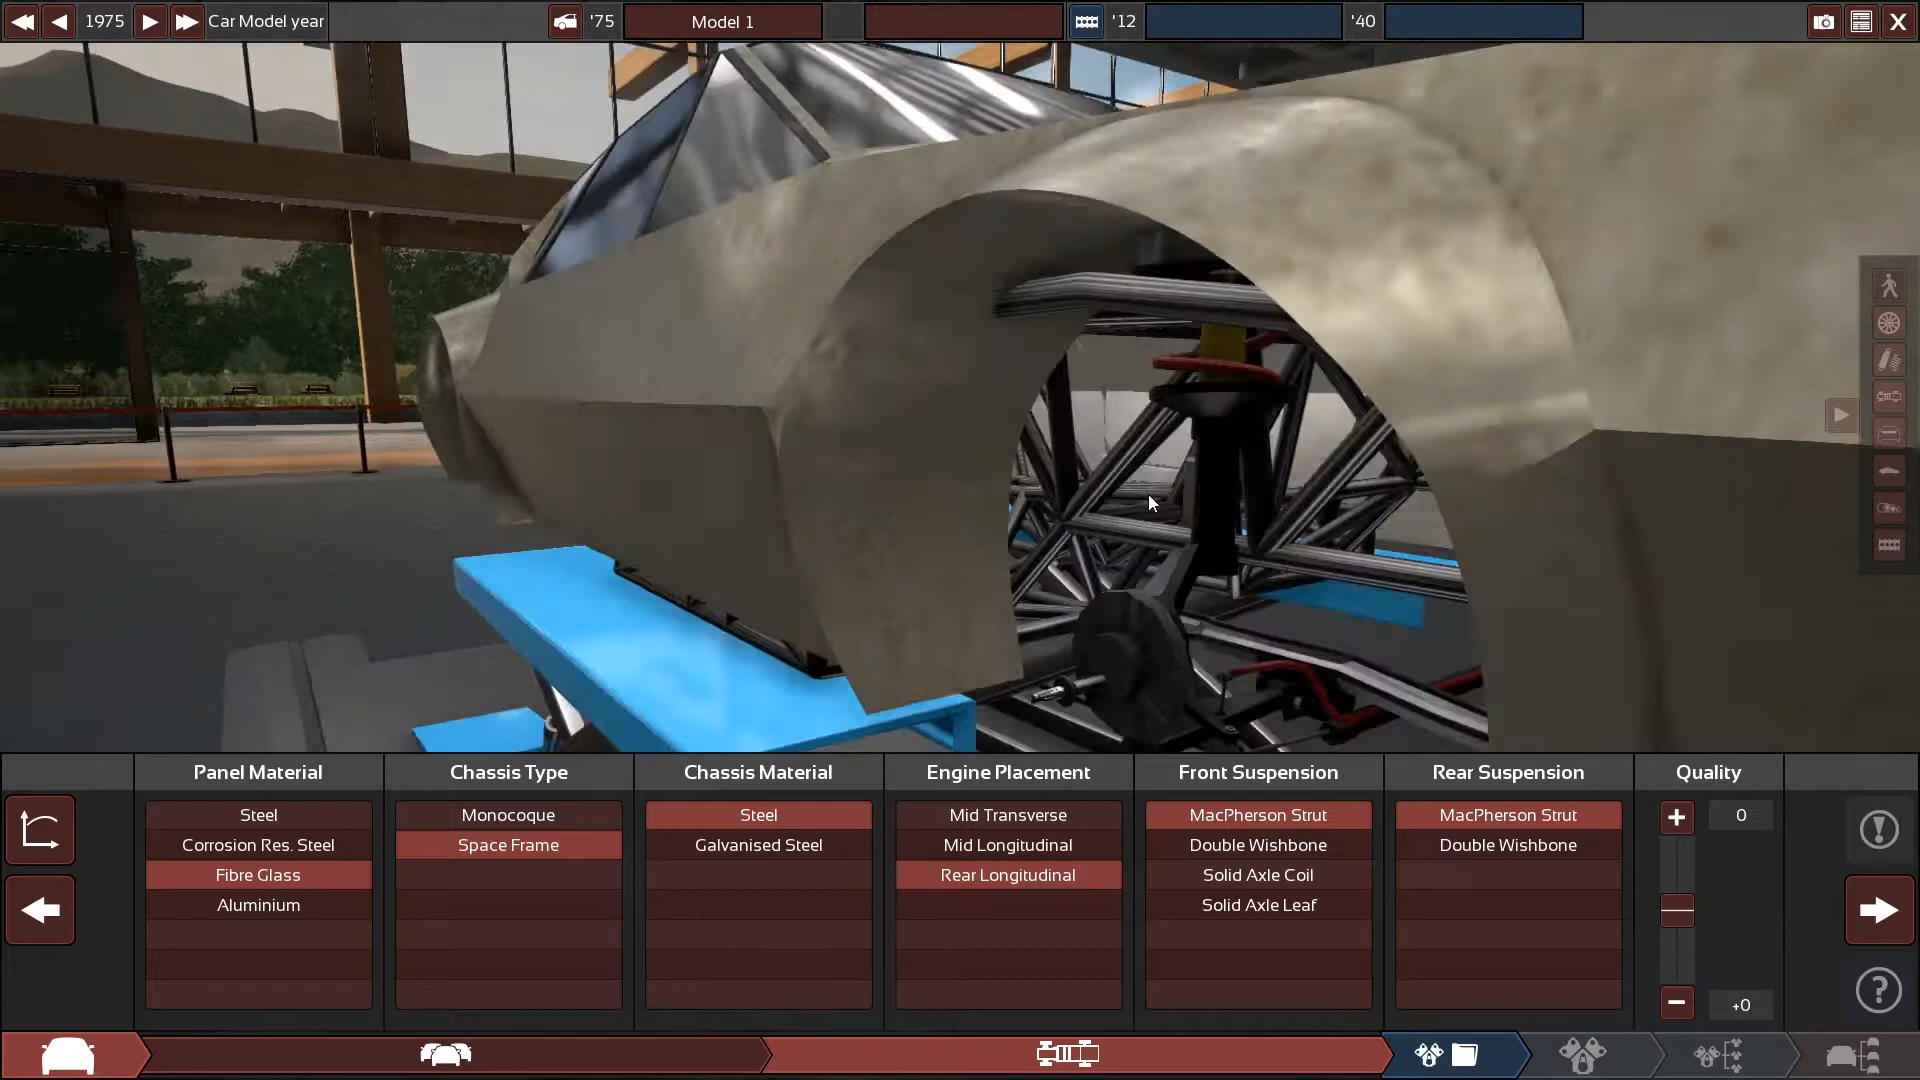 1975 Car Model year '75 Model 1 '12 '40
Panel Material Chassis Type Chassis Material Engine Placement Front Suspension Rear Suspension Quality
Steel Monocoque Steel Mid Transverse MacPherson Strut MacPherson Strut 0
Corrosion Res. Steel Space Frame Galvanised Steel Mid Longitudinal Double Wishbone Double Wishbone
Fibre Glass Rear Longitudinal Solid Axle Coil
Aluminium Solid Axle Leaf
+0